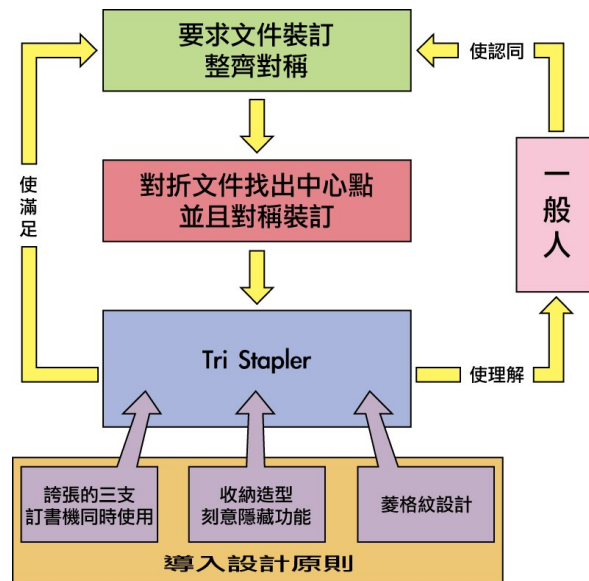 要求文件裝訂
整齊對稱
使認同
使滿足
對折文件找出中心點
並且對稱裝訂
一般人
Tri Stapler
使理解
誇張的三支
訂書機同時使用
收納造型
刻意隱藏功能
菱格紋設計
導入設計原則